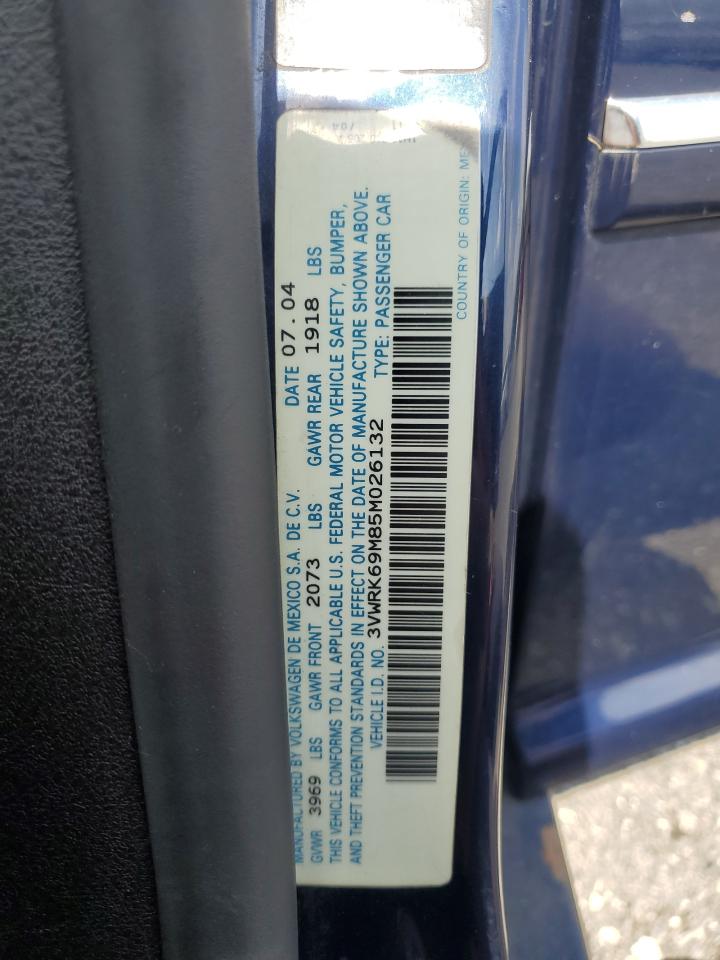 MANUFACTURED BY VOLKSWAGEN DE MEXICO S.A. DE C.V. DATE 07.04
GVWR 3969 LBS GAWR FRONT 2073 LBS GAWR REAR 1918 LBS
THIS VEHICLE CONFORMS TO ALL APPLICABLE U.S. FEDERAL MOTOR VEHICLE SAFETY, BUMPER,
AND THEFT PREVENTION STANDARDS IN EFFECT ON THE DATE OF MANUFACTURE SHOWN ABOVE.
VEHICLE I.D. NO. 3VWRK69M85M026132 TYPE: PASSENGER CAR
COUNTRY OF ORIGIN: